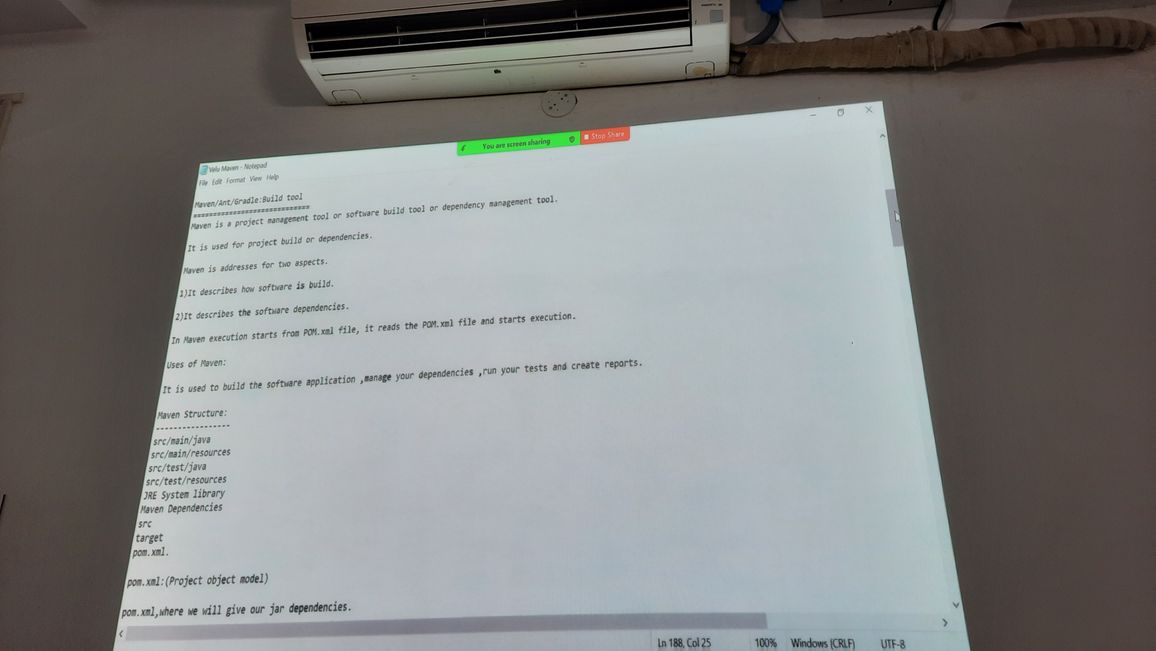 You are screen sharing
Stop Share
Velu Maven - Notepad
File Edit Format View Help
Maven/Ant/Gradle:Build tool
============================
Maven is a project management tool or software build tool or dependency management tool.
It is used for project build or dependencies.
Maven is addresses for two aspects.
1)It describes how software is build.
2)It describes the software dependencies.
In Maven execution starts from POM.xml file, it reads the POM.xml file and starts execution.
Uses of Maven:
It is used to build the software application ,manage your dependencies ,run your tests and create reports.
Maven Structure:
-----------------
src/main/java
src/main/resources
src/test/java
src/test/resources
JRE System library
Maven Dependencies
src
target
pom.xml.
pom.xml:(Project object model)
pom.xml,where we will give our jar dependencies.
Ln 188, Col 25 100% Windows (CRLF) UTF-8